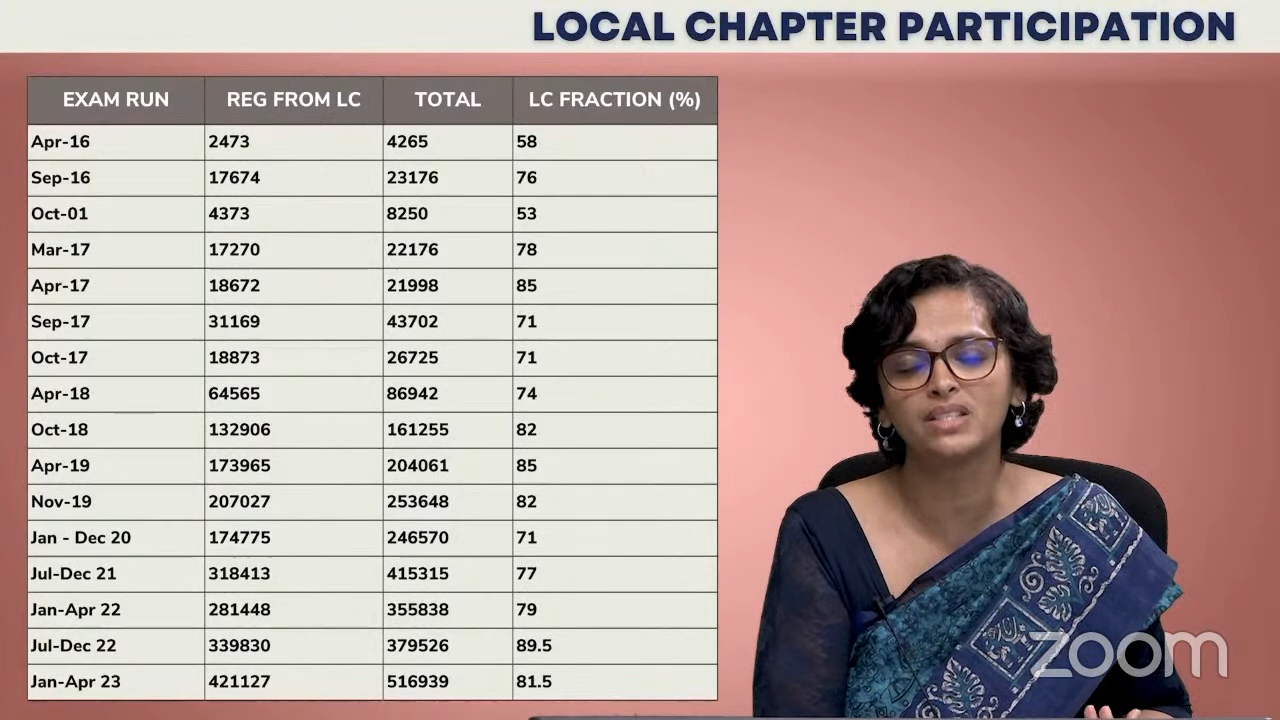 LOCAL CHAPTER PARTICIPATION
EXAM RUN REG FROM LC TOTAL LC FRACTION (%)
Apr-16 2473 4265 58
Sep-16 17674 23176 76
Oct-01 4373 8250 53
Mar-17 17270 22176 78
Apr-17 18672 21998 85
Sep-17 31169 43702 71
Oct-17 18873 26725 71
Apr-18 64565 86942 74
Oct-18 132906 161255 82
Apr-19 173965 204061 85
Nov-19 207027 253648 82
Jan - Dec 20 174775 246570 71
Jul-Dec 21 318413 415315 77
Jan-Apr 22 281448 355838 79
Jul-Dec 22 339830 379526 89.5
Jan-Apr 23 421127 516939 81.5
zoom